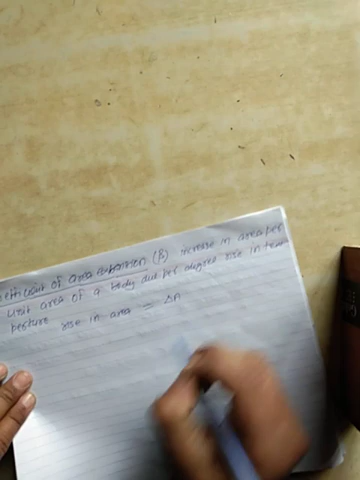 efficient of area Expansion (β) increase in area per
unit area of a body due per degree rise in tem
perture rise in area = ΔA